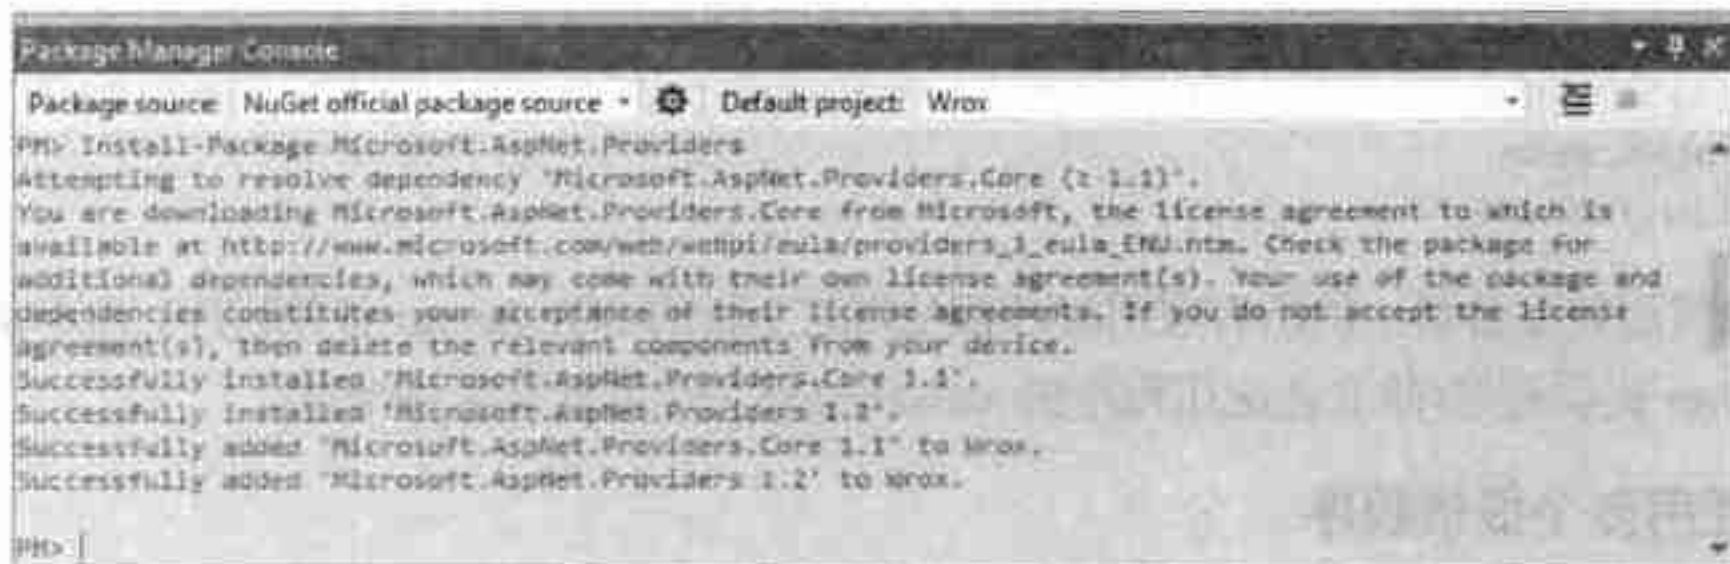 Package Manager Console
Package source: NuGet official package source Default project: Wrox
PM> Install-Package Microsoft.AspNet.Providers
Attempting to resolve dependency 'Microsoft.AspNet.Providers.Core (≥ 1.1)'.
You are downloading Microsoft.AspNet.Providers.Core from Microsoft, the license agreement to which is
available at http://www.microsoft.com/web/webpi/eula/providers_1_eula_ENU.htm. Check the package for
additional dependencies, which may come with their own license agreement(s). Your use of the package and
dependencies constitutes your acceptance of their license agreements. If you do not accept the license
agreement(s), then delete the relevant components from your device.
Successfully installed 'Microsoft.AspNet.Providers.Core 1.1'.
Successfully installed 'Microsoft.AspNet.Providers 1.2'.
Successfully added 'Microsoft.AspNet.Providers.Core 1.1' to Wrox.
Successfully added 'Microsoft.AspNet.Providers 1.2' to Wrox.
PM>